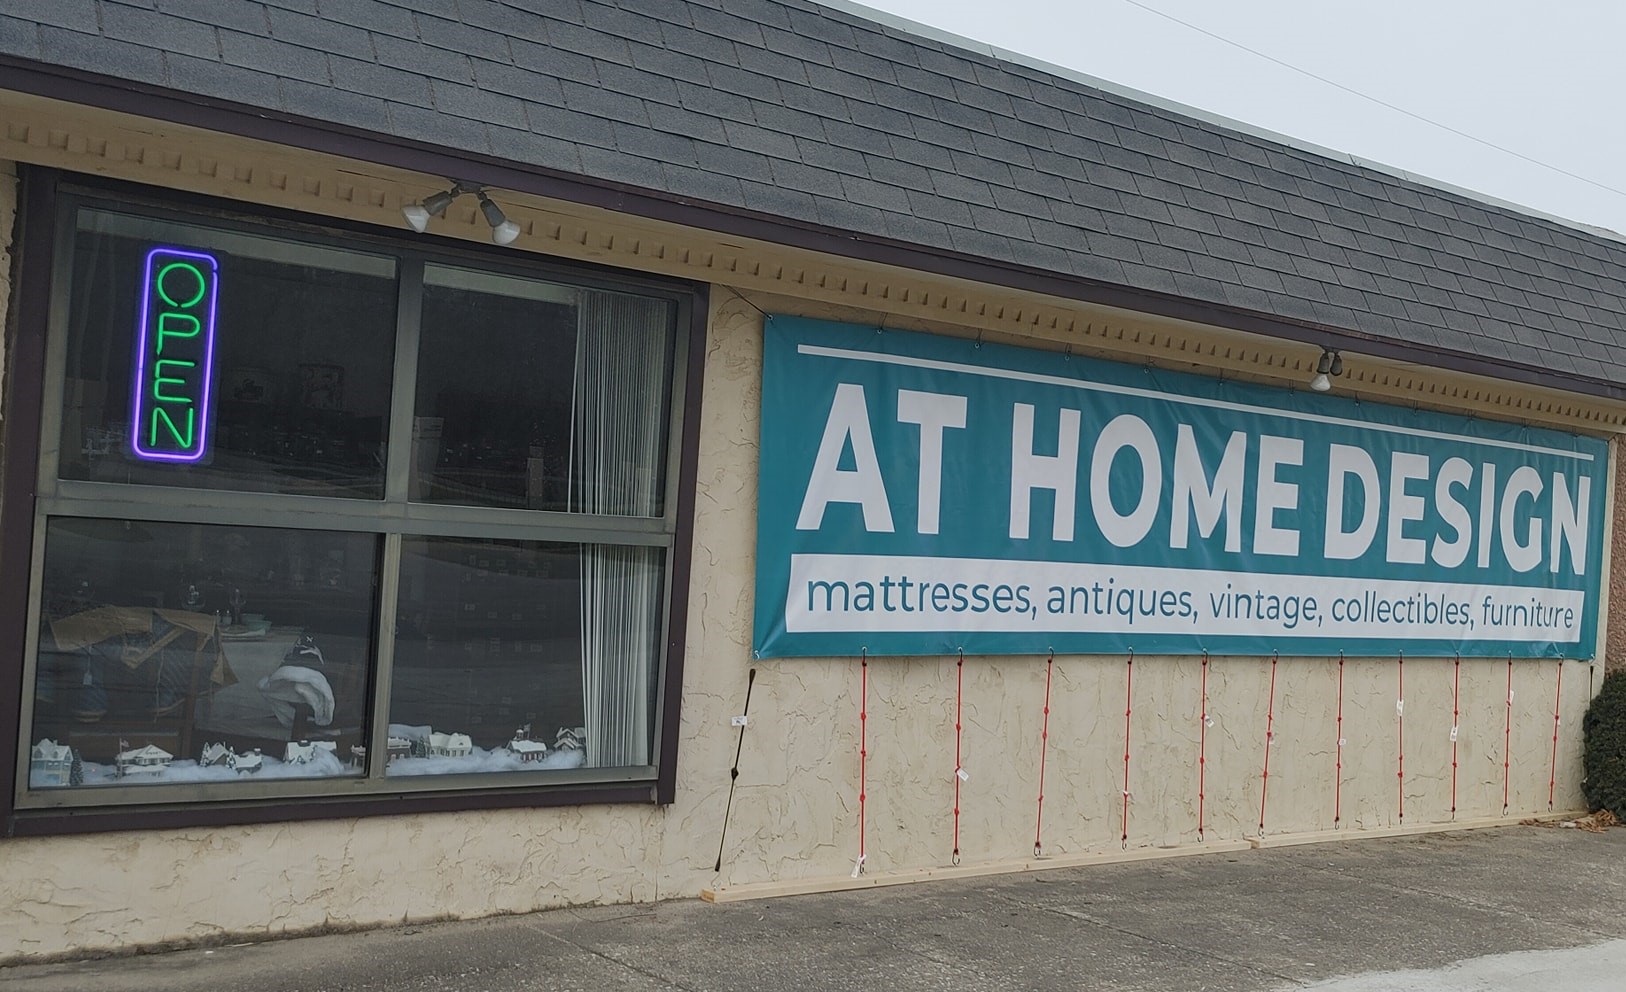 OPEN
AT HOME DESIGN
mattresses, antiques, vintage, collectibles, furniture